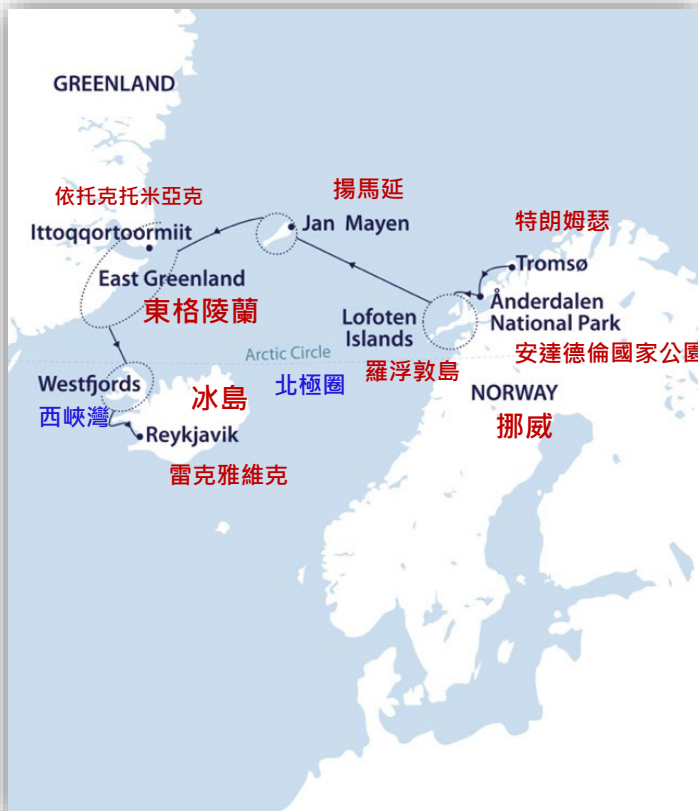 GREENLAND
揚馬延
依托克托米亞克
特朗姆瑟
Jan Mayen
Ittoqqortoormiit
Tromsø
East Greenland
東格陵蘭
Ånderdalen
National Park
Lofoten
Islands
安達德倫國家公園
Arctic Circle
羅浮敦島
Westfjords
冰島
北極圈
NORWAY
西峽灣
挪威
Reykjavik
雷克雅維克